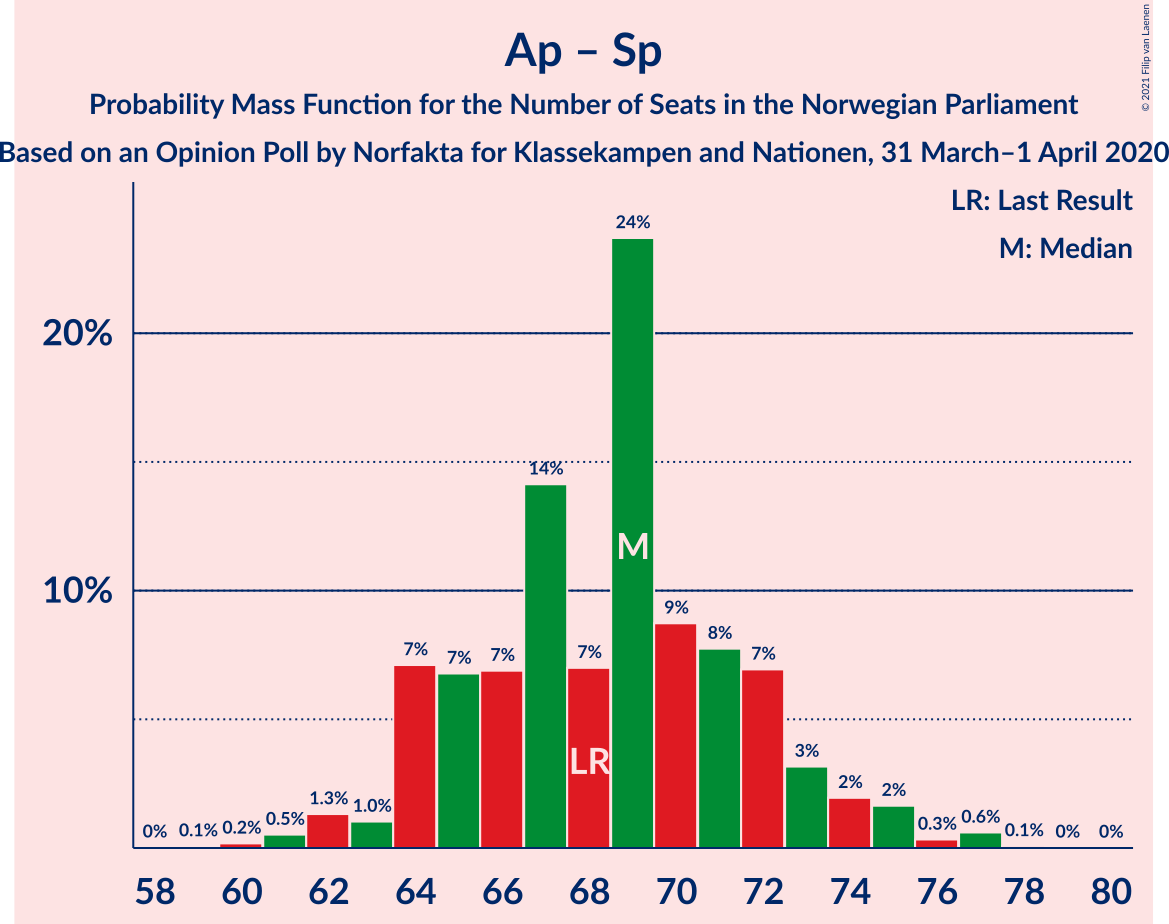 Ap – Sp
Probability Mass Function for the Number of Seats in the Norwegian Parliament
Based on an Opinion Poll by Norfakta for Klassekampen and Nationen, 31 March–1 April 2020
© 2021 Filip van Laenen
LR: Last Result
M: Median
24%
20%
14%
M
10%
9%
8%
7% 7% 7% 7% 7%
LR
3%
2% 2%
0% 0.1% 0.2% 0.5% 1.3% 1.0% 0.3% 0.6% 0.1% 0% 0%
58 60 62 64 66 68 70 72 74 76 78 80